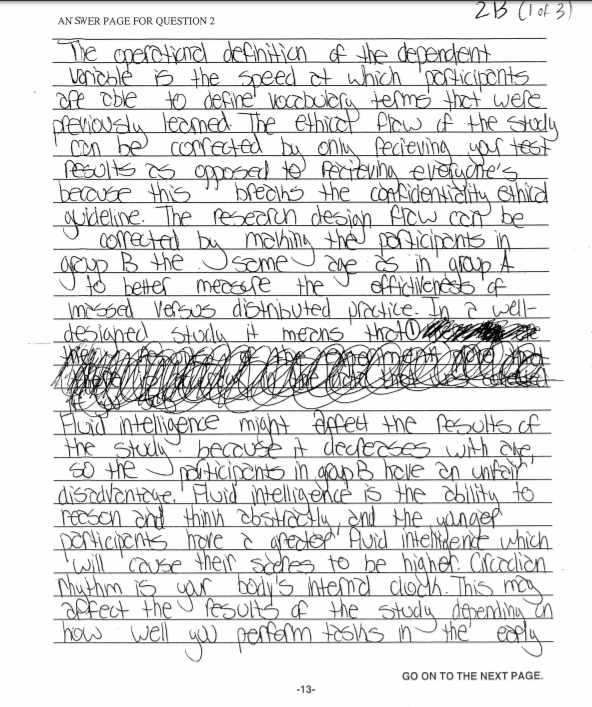 2B (1 of 3)
ANSWER PAGE FOR QUESTION 2
The operational definition of the dependent
variable is the speed at which participants
are able to define vocabulary terms that were
previously learned. The ethical flaw of the study
can be corrected by only recieving your test
results as opposed to recieving everyone's
because this breachs the confidentiality ethical
guideline. The research design flaw can be
corrected by making the participants in
group B the same age as in group A
to better measure the effictiveness of
massed versus distributed practice. In a well-
designed study it means that ①
Fluid intelligence might affect the results of
the study because it decreases with age,
so the participants in group B have an unfair
disadvantage. Fluid intelligence is the ability to
reason and think abstractly, and the yonger
participants have a greater fluid intelligence which
will cause their scores to be higher. Circadian
rhythm is your body's internal clock. This may
affect the results of the study depending on
how well you perform tasks in the early
GO ON TO THE NEXT PAGE.
-13-